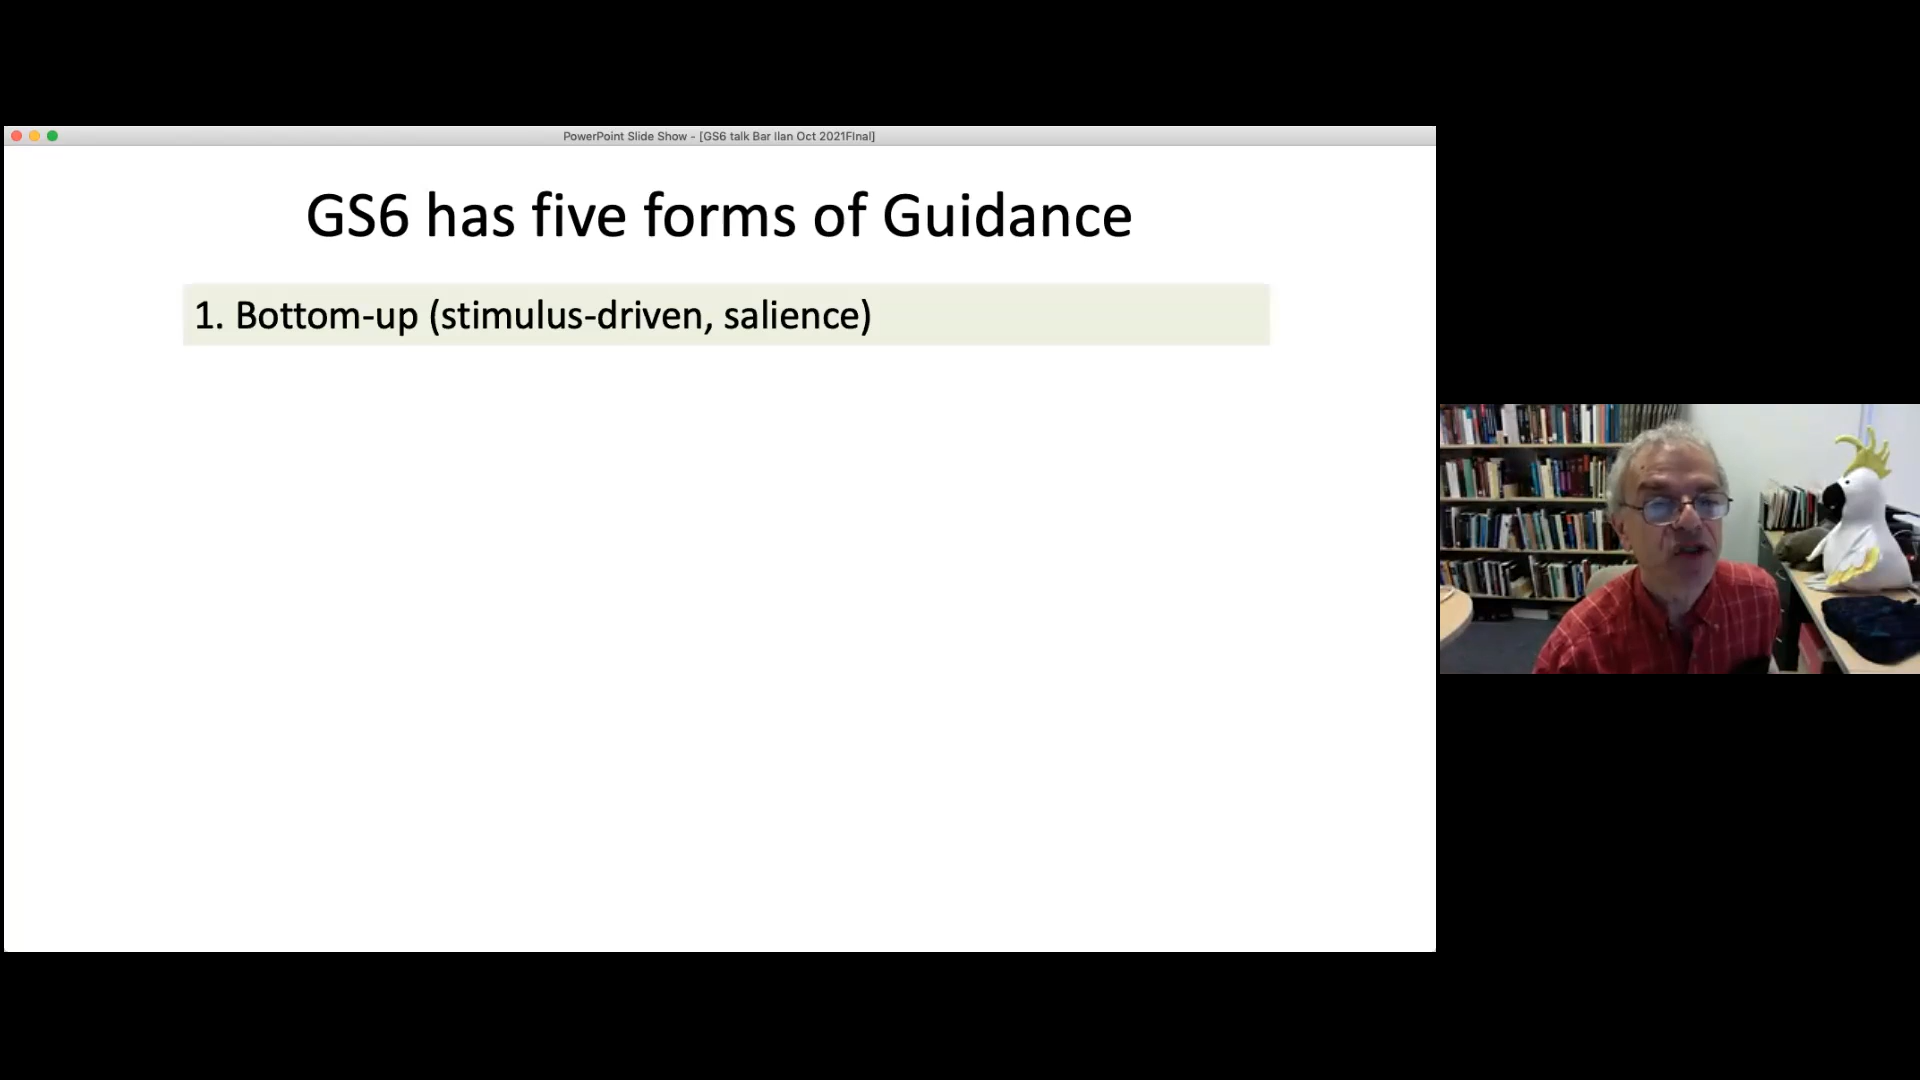 PowerPoint Slide Show - [GS6 talk Bar Ilan Oct 2021FInal]
GS6 has five forms of Guidance
1. Bottom-up (stimulus-driven, salience)